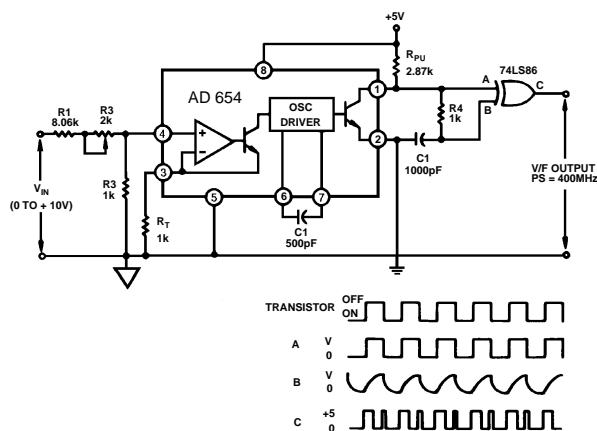 +5V
RPU
2.87k
74LS86
8
AD 654
OSC
DRIVER
1
A
C
B
R4
1k
R1
8.06k
R3
2k
4
+
–
3
2
C1
1000pF
VIN
(0 TO + 10V)
R3
1k
RT
1k
5
6
7
C1
500pF
V/F OUTPUT
PS = 400MHz
TRANSISTOR OFF
ON
A V
0
B V
0
C +5
0